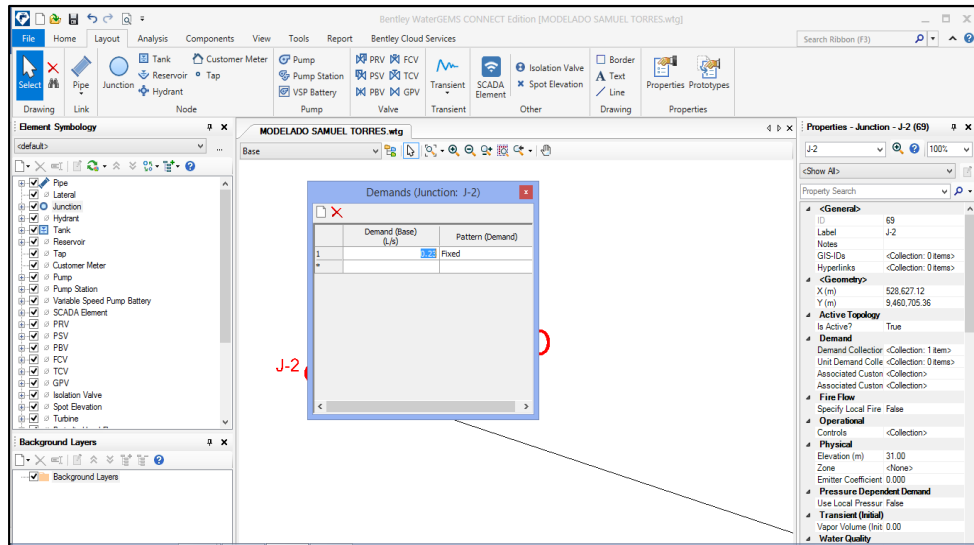 Bentley WaterGEMS CONNECT Edition [MODELADO SAMUEL TORRES.wtg]
File Home Layout Analysis Components View Tools Report Bentley Cloud Services Search Ribbon (F3)
Select
Drawing
Pipe
Link
Junction
Tank
Reservoir
Hydrant
Customer Meter
Tap
Node
Pump
Pump Station
VSP Battery
Pump
PRV FCV
PSV TCV
PBV GPV
Valve
Transient
Transient
SCADA Element
Isolation Valve
Spot Elevation
Other
Border
Text
Line
Drawing
Properties Prototypes
Properties
Element Symbology
<default>
Pipe
Lateral
Junction
Hydrant
Tank
Reservoir
Tap
Customer Meter
Pump
Pump Station
Variable Speed Pump Battery
SCADA Element
PRV
PSV
PBV
FCV
TCV
GPV
Isolation Valve
Spot Elevation
Turbine
Background Layers
Background Layers
MODELADO SAMUEL TORRES.wtg
Base
Demands (Junction: J-2)
Demand (Base) (L/s) Pattern (Demand)
1 0.23 Fixed
*
J-2
Properties - Junction - J-2 (69)
J-2 100%
<Show All>
Property Search
<General>
ID 69
Label J-2
Notes
GIS-IDs <Collection: 0 items>
Hyperlinks <Collection: 0 items>
<Geometry>
X (m) 528,627.12
Y (m) 9,460,705.36
Active Topology
Is Active? True
Demand
Demand Collection <Collection: 1 item>
Unit Demand Colle <Collection: 0 items>
Associated Custon <Collection>
Associated Custon <Collection>
Fire Flow
Specify Local Fire False
Operational
Controls <Collection>
Physical
Elevation (m) 31.00
Zone <None>
Emitter Coefficient 0.000
Pressure Dependent Demand
Use Local Pressur False
Transient (Initial)
Vapor Volume (Init 0.00
Water Quality